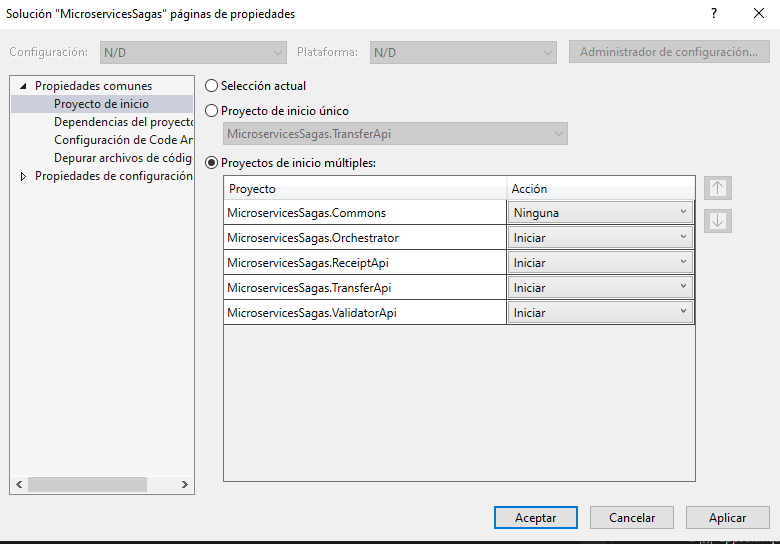 Solución "MicroservicesSagas" páginas de propiedades
Configuración: N/D Plataforma: N/D Administrador de configuración...
Propiedades comunes
Proyecto de inicio
Dependencias del proyecto
Configuración de Code An
Depurar archivos de códig
Propiedades de configuración
Selección actual
Proyecto de inicio único
MicroservicesSagas.TransferApi
Proyectos de inicio múltiples:
Proyecto Acción
MicroservicesSagas.Commons Ninguna
MicroservicesSagas.Orchestrator Iniciar
MicroservicesSagas.ReceiptApi Iniciar
MicroservicesSagas.TransferApi Iniciar
MicroservicesSagas.ValidatorApi Iniciar
Aceptar Cancelar Aplicar